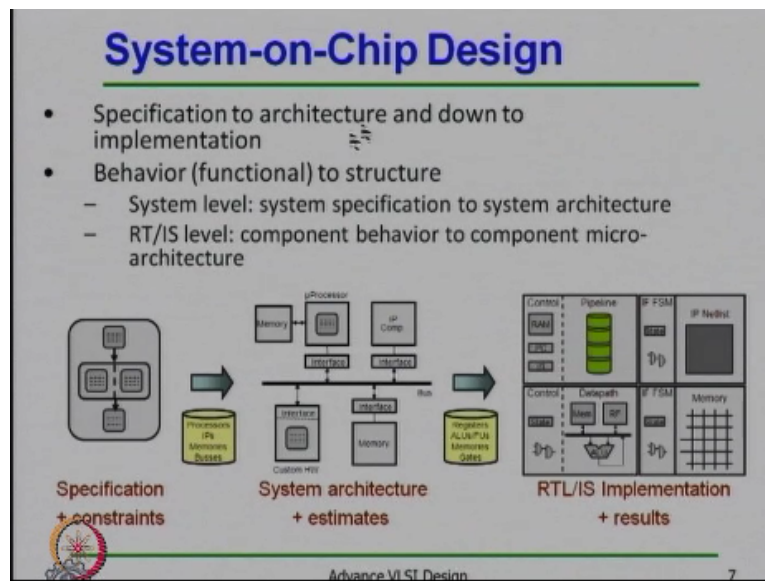 System-on-Chip Design
• Specification to architecture and down to
implementation
• Behavior (functional) to structure
– System level: system specification to system architecture
– RT/IS level: component behavior to component micro-
architecture
µProcessor
Memory
IP
Comp
Interface
Interface
Bus
Interface
Interface
Custom HW
Memory
Processors
IPs
Memories
Busses
Registers
ALUs/FUs
Memories
Gates
Control
Pipeline
IF FSM
IP Netlist
RAM
State
Control
Datapath
IF FSM
Memory
State
Mem
RF
State
ALU
Specification
+ constraints
System architecture
+ estimates
RTL/IS Implementation
+ results
Advance VLSI Design
7